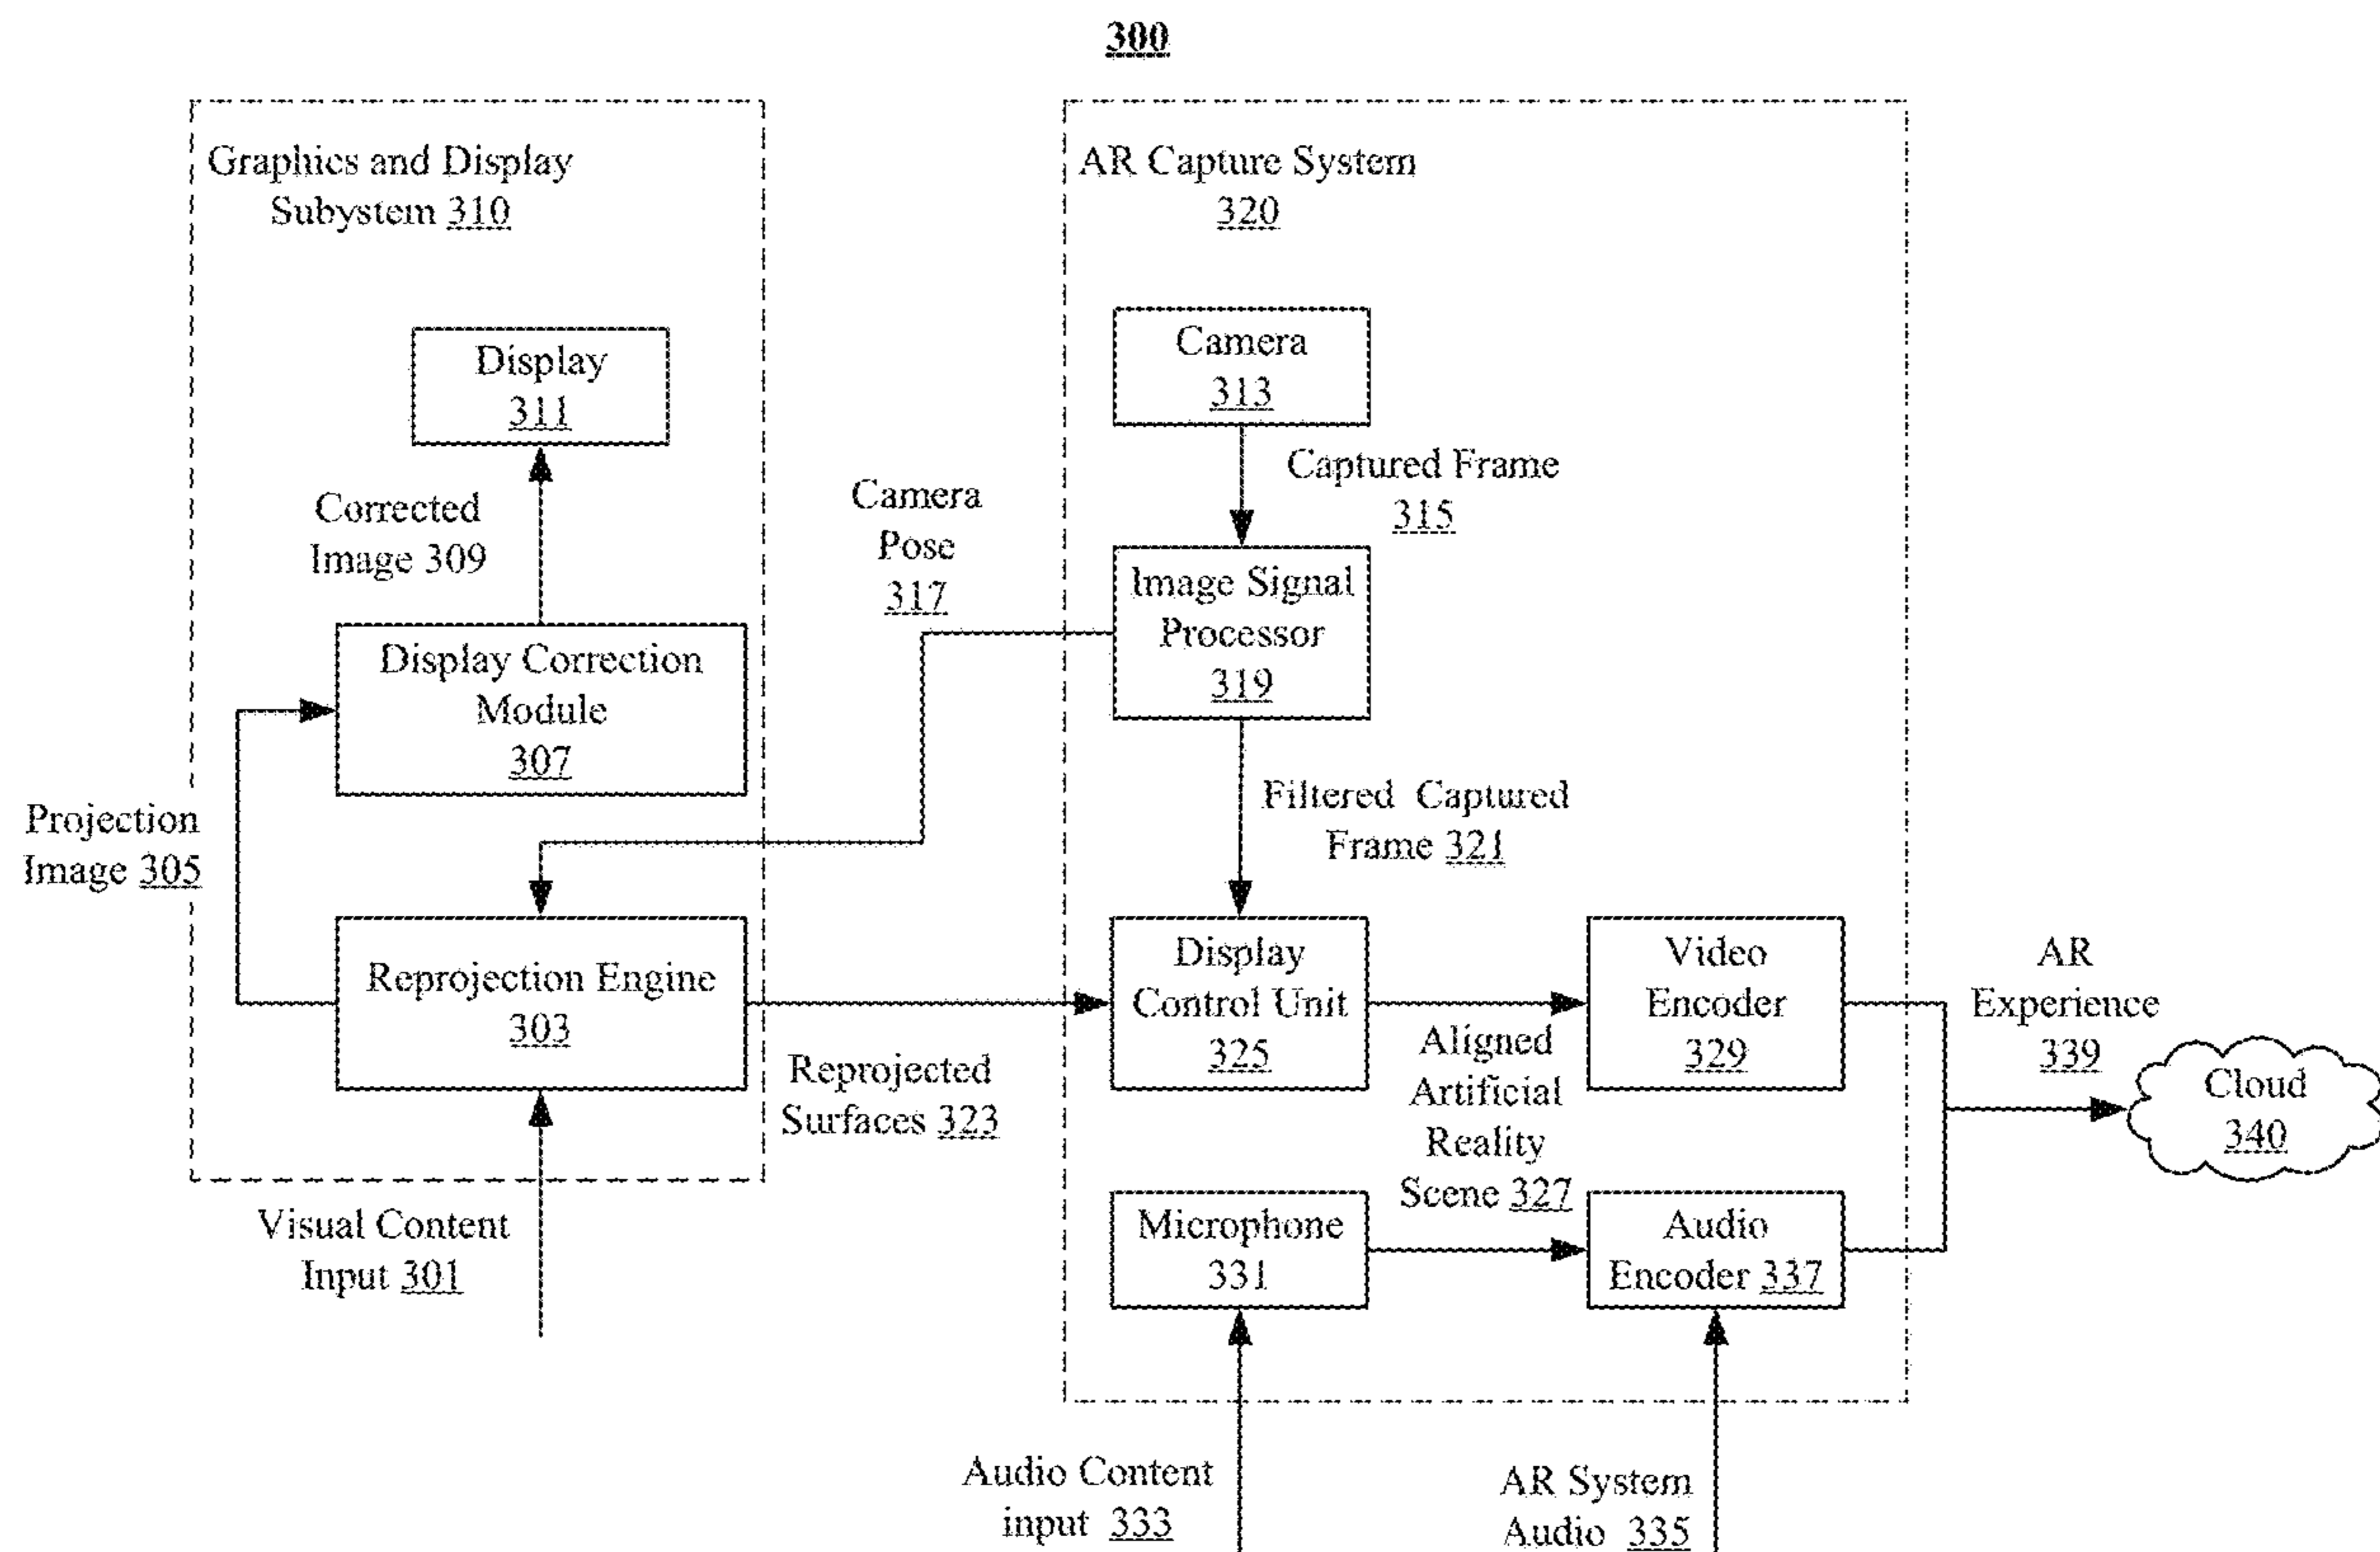 300
Graphics and Display
Subystem 310
Display
311
Corrected
Image 309
Display Correction
Module
307
Projection
Image 305
Reprojection Engine
303
Visual Content
Input 301
Camera
Pose
317
Reprojected
Surfaces 323
AR Capture System
320
Camera
313
Captured Frame
315
Image Signal
Processor
319
Filtered Captured
Frame 321
Display
Control Unit
325
Aligned
Artificial
Reality
Scene 327
Video
Encoder
329
Microphone
331
Audio
Encoder 337
Audio Content
input 333
AR System
Audio 335
AR
Experience
339
Cloud
340